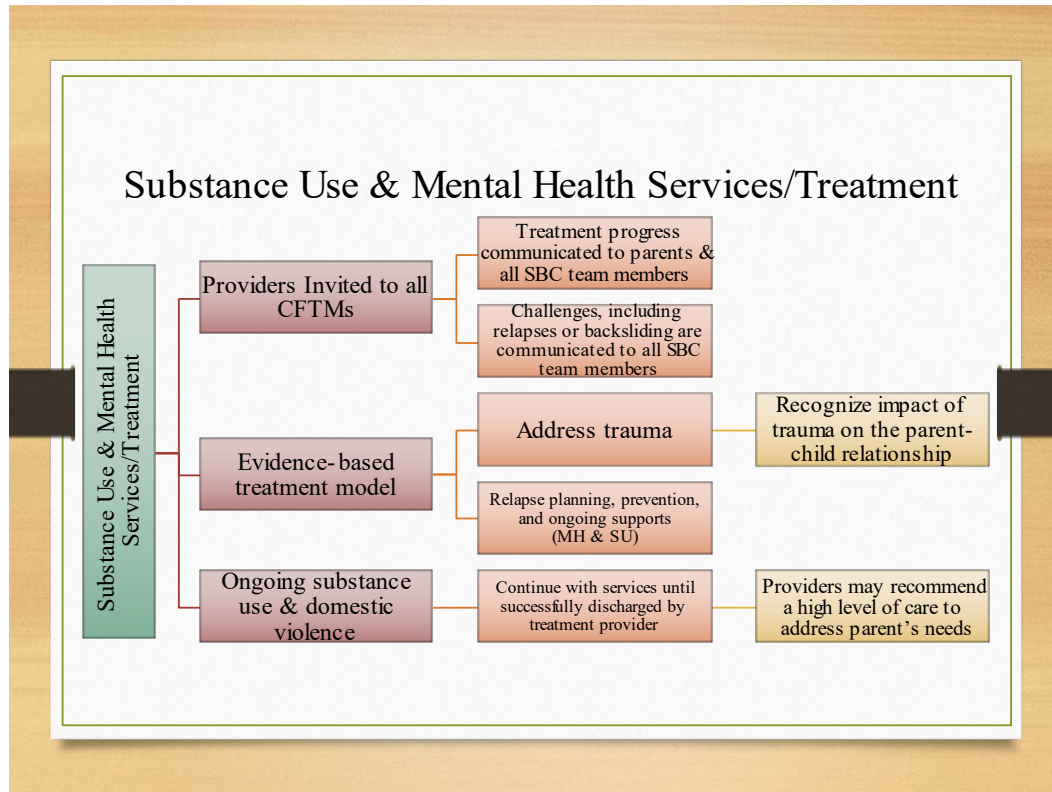 Substance Use & Mental Health Services/Treatment
Substance Use & Mental Health
Services/Treatment
Providers Invited to all
CFTMs
Treatment progress
communicated to parents &
all SBC team members
Challenges, including
relapses or backsliding are
communicated to all SBC
team members
Evidence-based
treatment model
Address trauma
Recognize impact of
trauma on the parent-
child relationship
Relapse planning, prevention,
and ongoing supports
(MH & SU)
Ongoing substance
use & domestic
violence
Continue with services until
successfully discharged by
treatment provider
Providers may recommend
a high level of care to
address parent’s needs